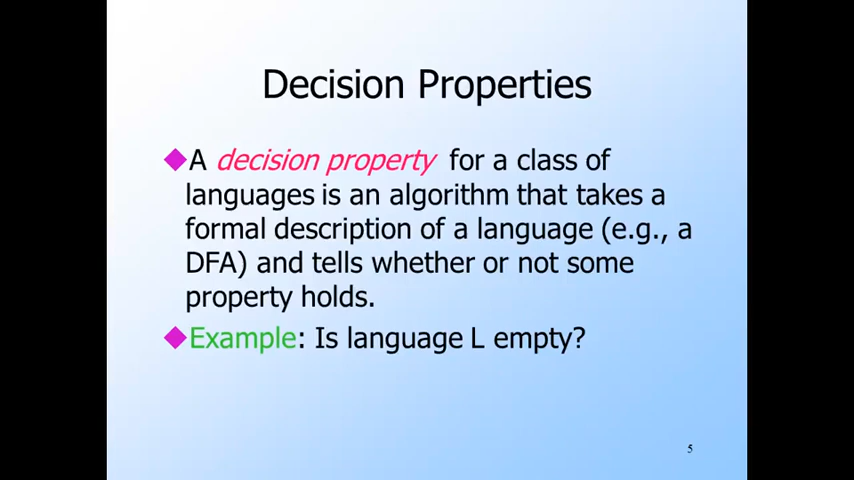 Decision Properties
A decision property for a class of
languages is an algorithm that takes a
formal description of a language (e.g., a
DFA) and tells whether or not some
property holds.
Example: Is language L empty?
5